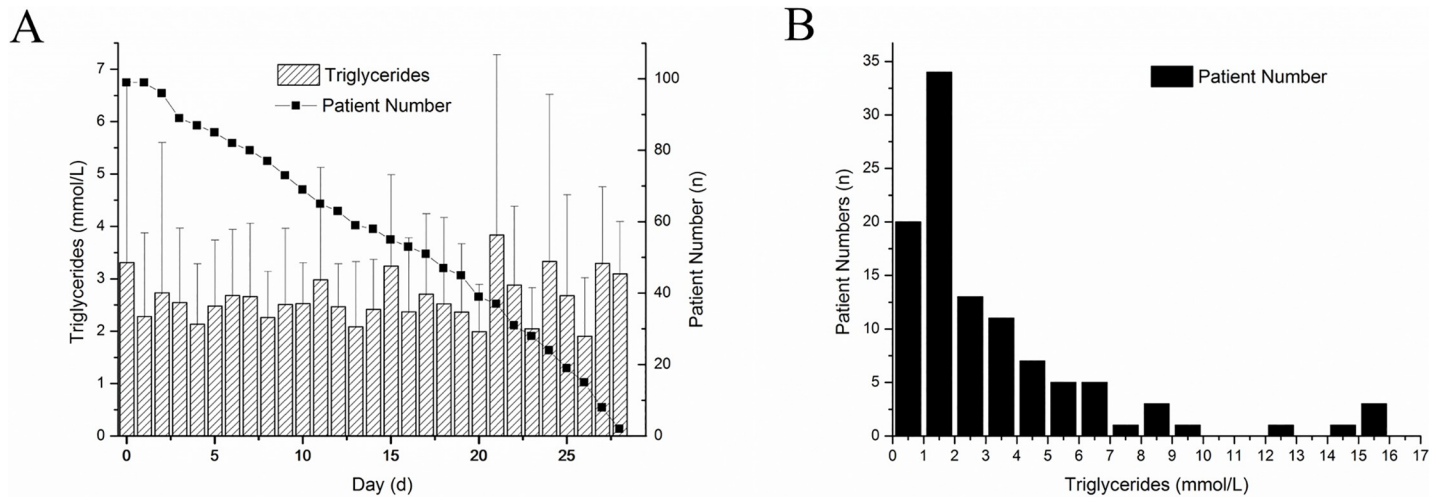 A
Triglycerides
Patient Number
Triglycerides (mmol/L)
7
6
5
4
3
2
1
0
100
80
60
40
20
0
Patient Number (n)
0 5 10 15 20 25
Day (d)
B
Patient Number
Patient Numbers (n)
35
30
25
20
15
10
5
0
0 1 2 3 4 5 6 7 8 9 10 11 12 13 14 15 16 17
Triglycerides (mmol/L)